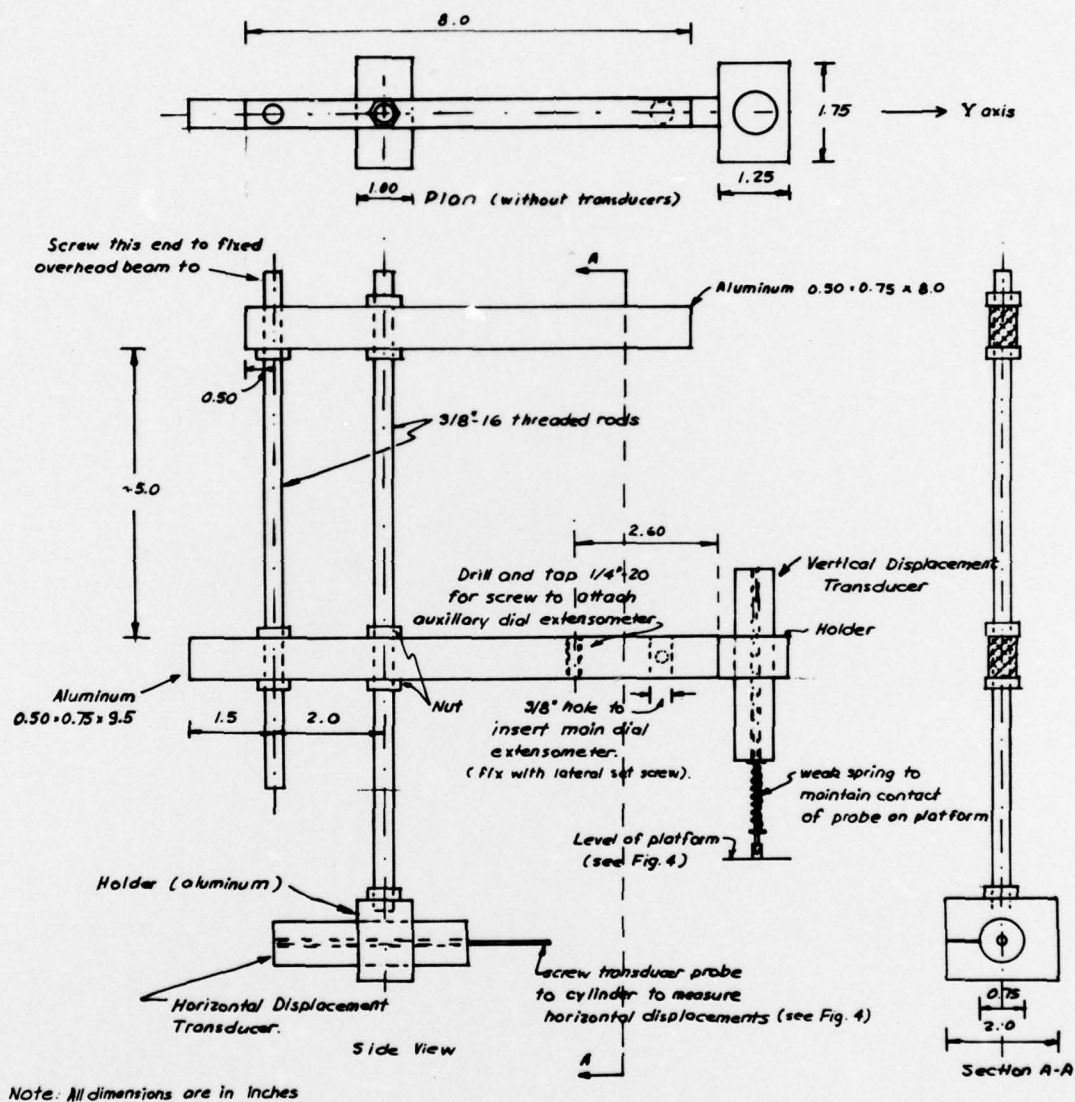 8.0
1.75
Y axis
1.00
1.25
Plan (without transducers)
Screw this end to fixed
overhead beam to
A
Aluminum 0.50 × 0.75 × 8.0
0.50
3/8"-16 threaded rods
~5.0
2.60
Drill and tap 1/4"-20
for screw to attach
auxillary dial extensometer
Vertical Displacement
Transducer
Holder
Aluminum
0.50 × 0.75 × 9.5
1.5
2.0
Nut
3/8" hole to
insert main dial
extensometer.
(fix with lateral set screw).
weak spring to
maintain contact
of probe on platform
Level of platform
(see Fig. 4)
Holder (aluminum)
screw transducer probe
to cylinder to measure
horizontal displacements (see Fig. 4)
Horizontal Displacement
Transducer.
Side View
A
0.75
2.0
Section A-A
Note: All dimensions are in Inches